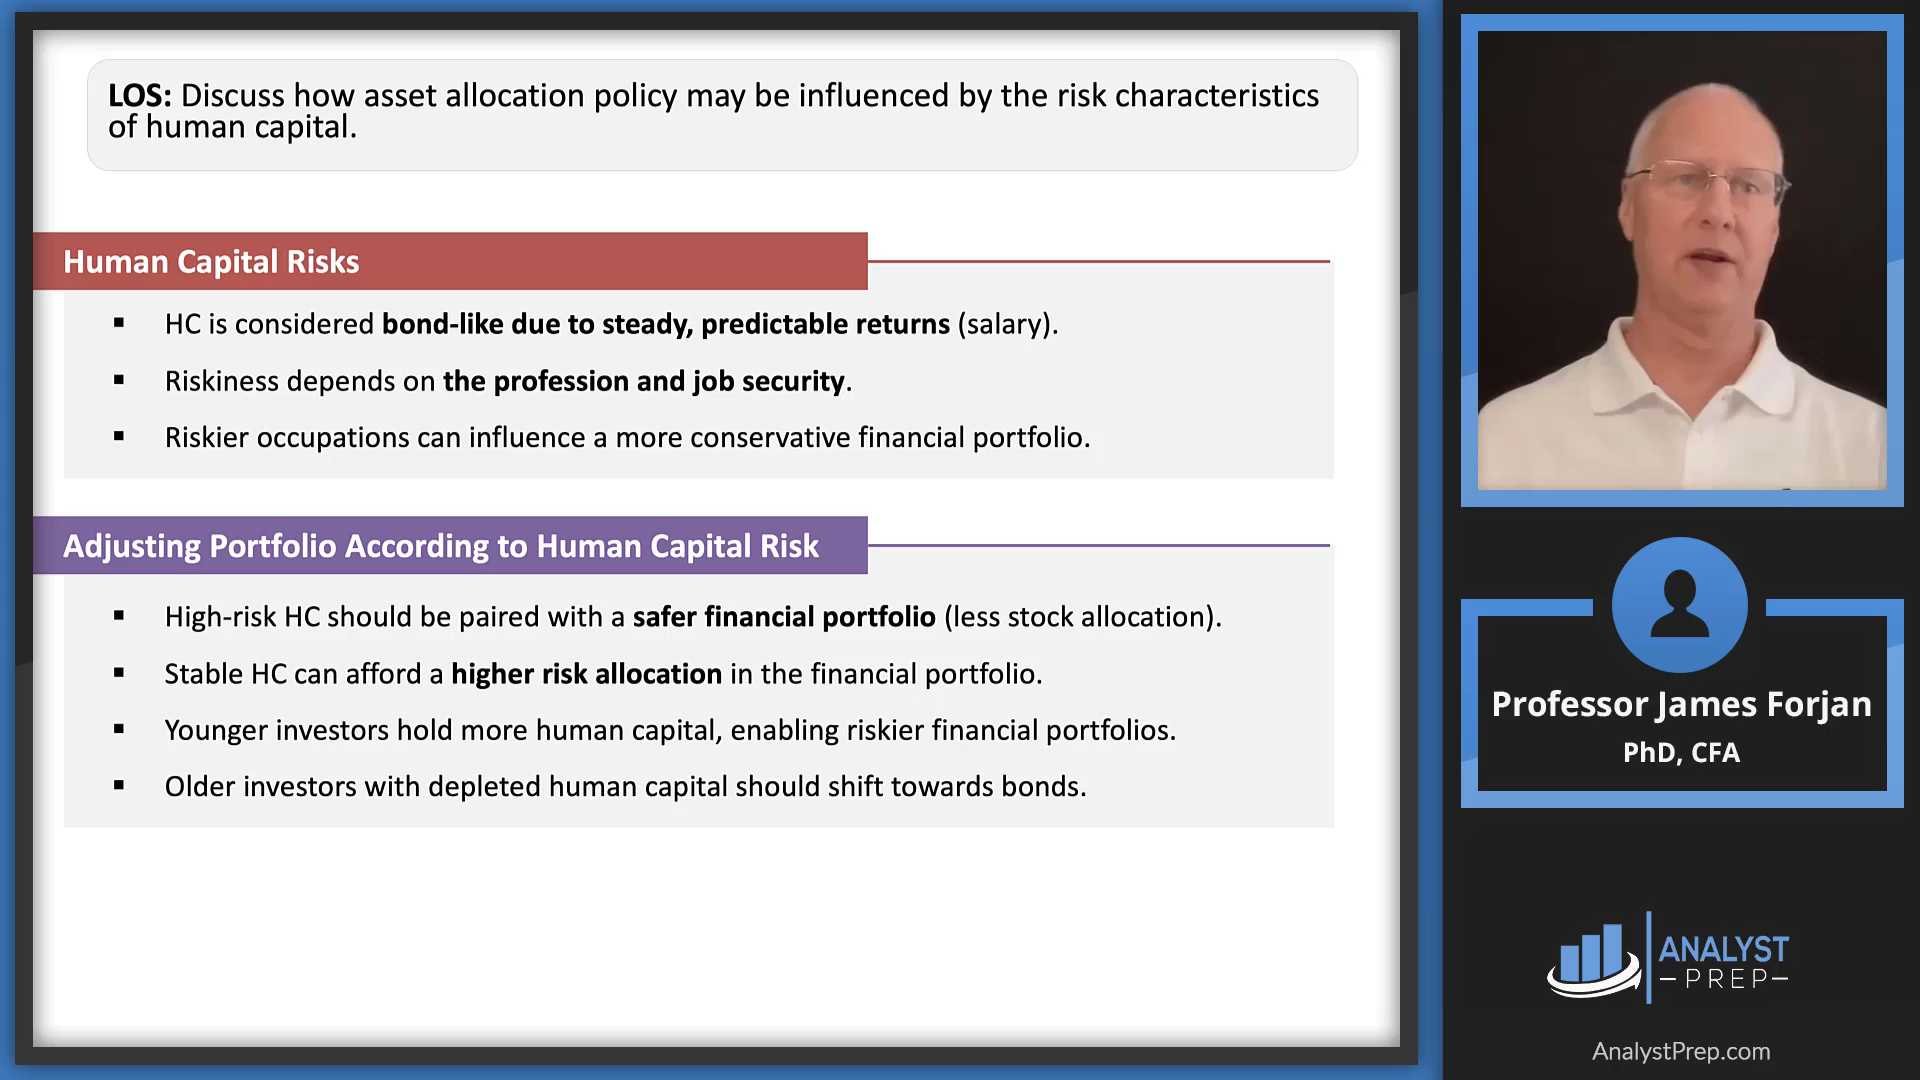 LOS: Discuss how asset allocation policy may be influenced by the risk characteristics
of human capital.
Human Capital Risks
▪ HC is considered bond-like due to steady, predictable returns (salary).
▪ Riskiness depends on the profession and job security.
▪ Riskier occupations can influence a more conservative financial portfolio.
Adjusting Portfolio According to Human Capital Risk
▪ High-risk HC should be paired with a safer financial portfolio (less stock allocation).
▪ Stable HC can afford a higher risk allocation in the financial portfolio.
▪ Younger investors hold more human capital, enabling riskier financial portfolios.
▪ Older investors with depleted human capital should shift towards bonds.
Professor James Forjan
PhD, CFA
ANALYST
PREP
AnalystPrep.com